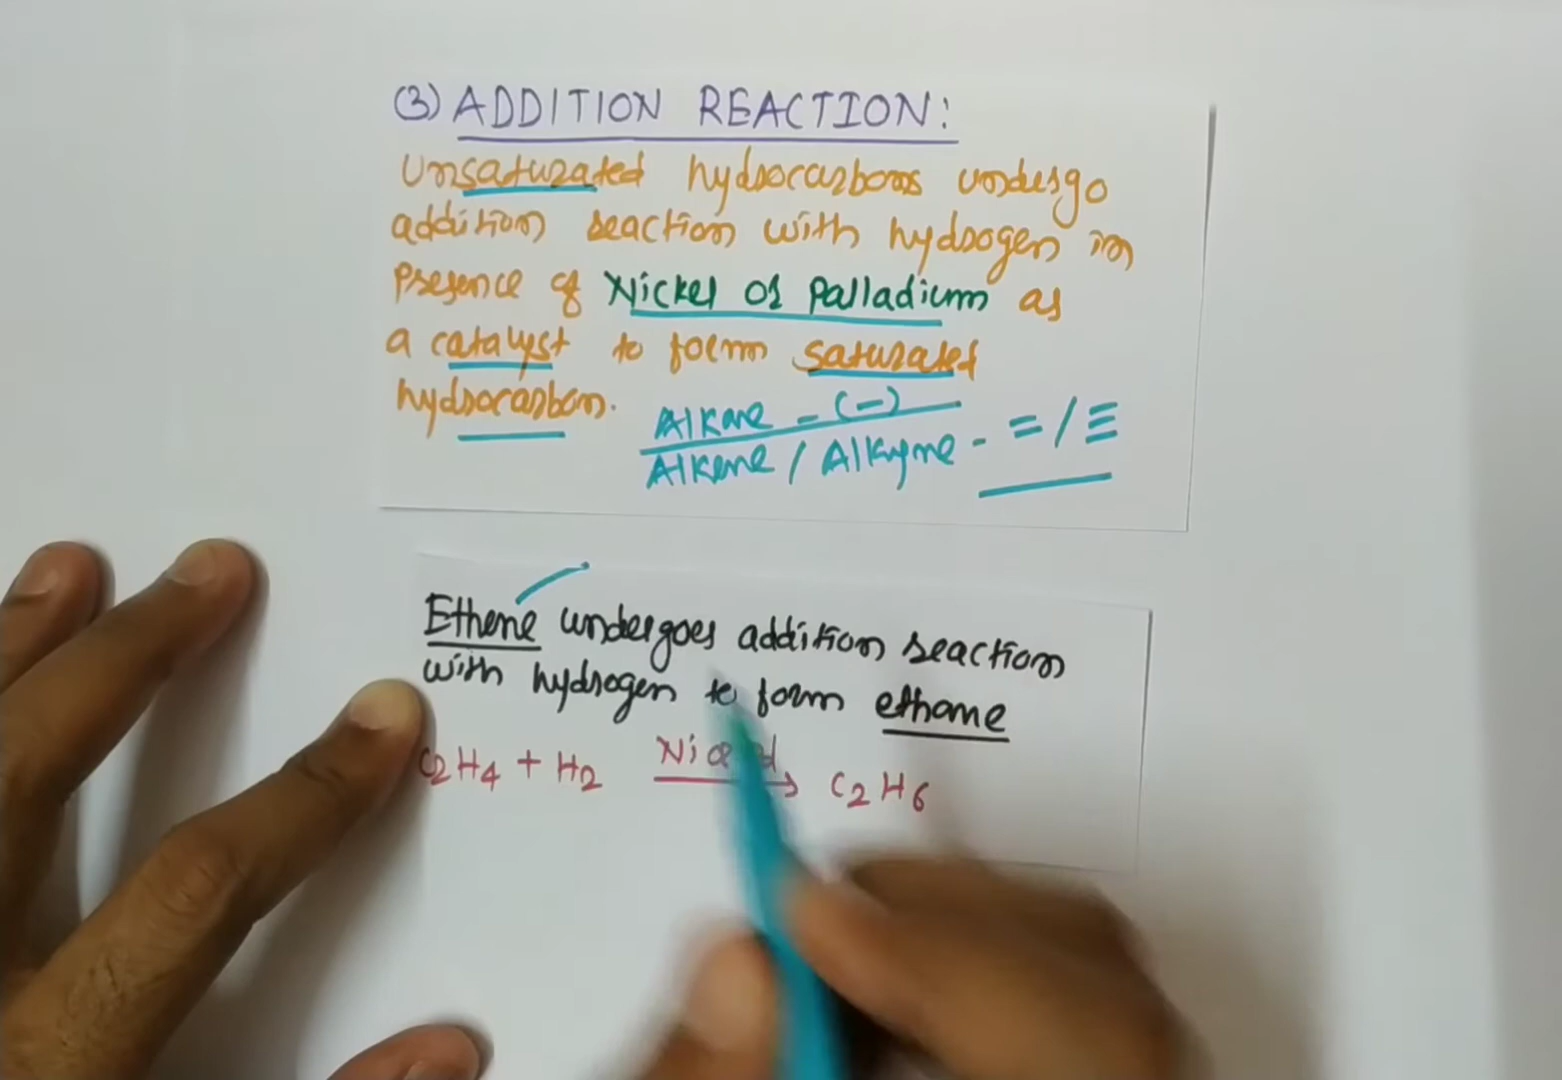 (3) ADDITION REACTION:
Unsaturated hydrocarbons undergo
addition reaction with hydrogen in
presence of Nickel or palladium as
a catalyst to form saturated
hydrocarbon.
Alkane - (-)
Alkene / Alkyne - = / ≡
Ethene undergoes addition reaction
with hydrogen to form ethane
C2H4 + H2 Ni C2H6